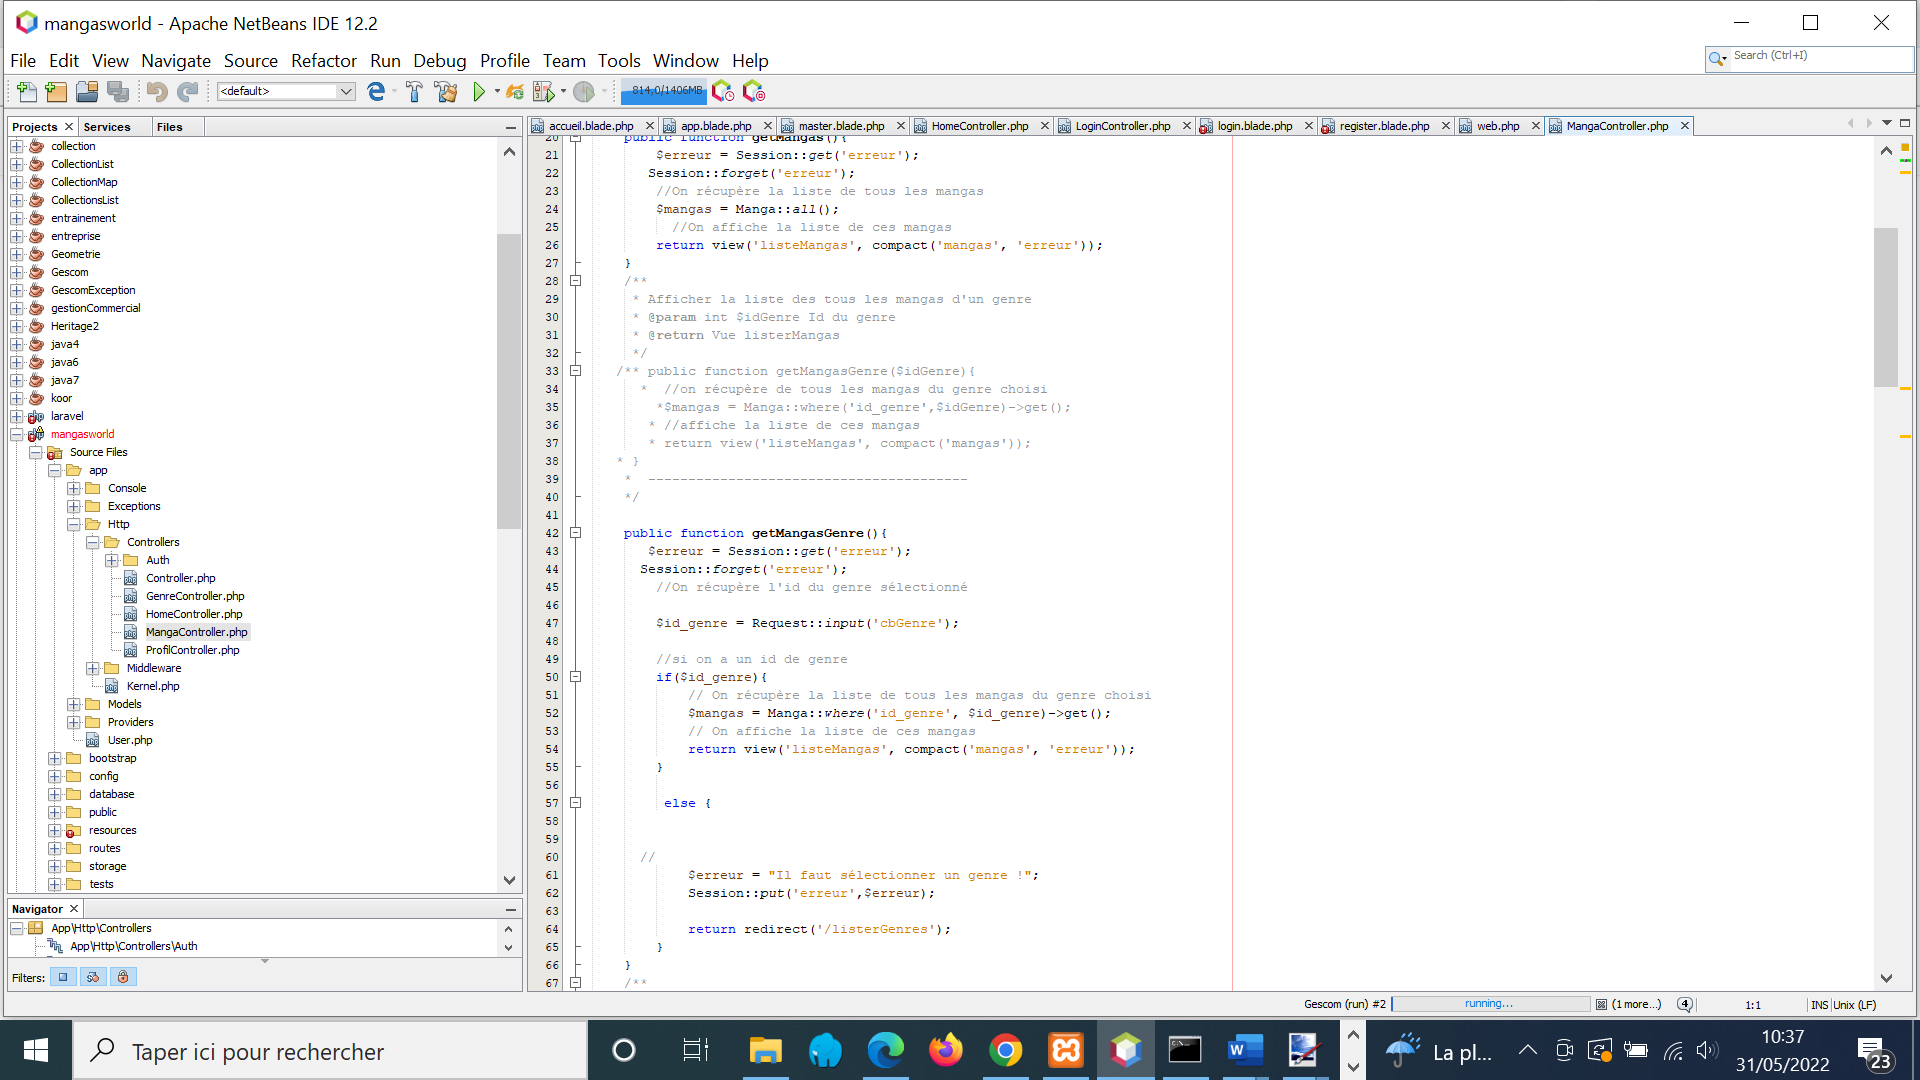 mangasworld - Apache NetBeans IDE 12.2
File Edit View Navigate Source Refactor Run Debug Profile Team Tools Window Help
Search (Ctrl+I)
<default>
814,0/1406MB
Projects Services Files
collection
CollectionList
CollectionMap
CollectionsList
entrainement
entreprise
Geometrie
Gescom
GescomException
gestionCommercial
Heritage2
java4
java6
java7
koor
laravel
mangasworld
Source Files
app
Console
Exceptions
Http
Controllers
Auth
Controller.php
GenreController.php
HomeController.php
MangaController.php
ProfilController.php
Middleware
Kernel.php
Models
Providers
User.php
bootstrap
config
database
public
resources
routes
storage
tests
Navigator
App\Http\Controllers
App\Http\Controllers\Auth
Filters:
accueil.blade.php app.blade.php master.blade.php HomeController.php LoginController.php login.blade.php register.blade.php web.php MangaController.php
20 public function getMangas(){
21 $erreur = Session::get('erreur');
22 Session::forget('erreur');
23 //On récupère la liste de tous les mangas
24 $mangas = Manga::all();
25 //On affiche la liste de ces mangas
26 return view('listeMangas', compact('mangas', 'erreur'));
27 }
28 /**
29 * Afficher la liste des tous les mangas d'un genre
30 * @param int $idGenre Id du genre
31 * @return Vue listerMangas
32 */
33 /** public function getMangasGenre($idGenre){
34 * //on récupère de tous les mangas du genre choisi
35 *$mangas = Manga::where('id_genre',$idGenre)->get();
36 * //affiche la liste de ces mangas
37 * return view('listeMangas', compact('mangas'));
38 * }
39 * ----------------------------------------
40 */
41
42 public function getMangasGenre(){
43 $erreur = Session::get('erreur');
44 Session::forget('erreur');
45 //On récupère l'id du genre sélectionné
46
47 $id_genre = Request::input('cbGenre');
48
49 //si on a un id de genre
50 if($id_genre){
51 // On récupère la liste de tous les mangas du genre choisi
52 $mangas = Manga::where('id_genre', $id_genre)->get();
53 // On affiche la liste de ces mangas
54 return view('listeMangas', compact('mangas', 'erreur'));
55 }
56
57 else {
58
59
60 //
61 $erreur = "Il faut sélectionner un genre !";
62 Session::put('erreur',$erreur);
63
64 return redirect('/listerGenres');
65 }
66 }
67 /**
Gescom (run) #2 running... (1 more...) 4 1:1 INS Unix (LF)
Taper ici pour rechercher
La pl...
10:37
31/05/2022
23